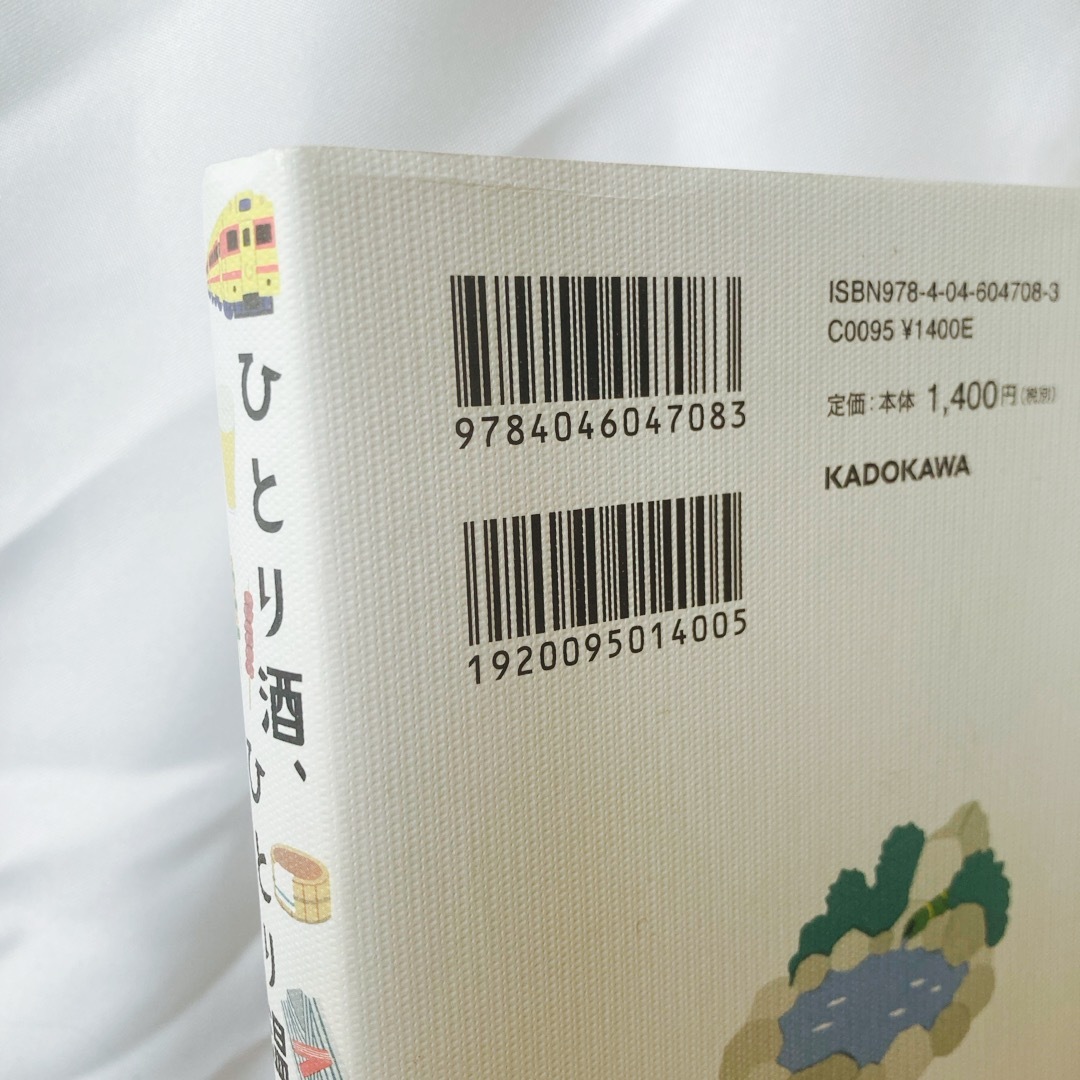 ひとり酒、ひとり
9784046047083
1920095014005
ISBN978-4-04-604708-3
C0095 ¥1400E
定価：本体 1,400円（税別）
KADOKAWA